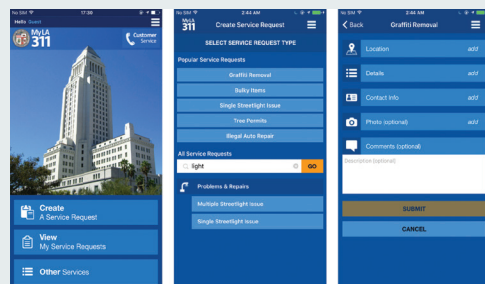 No SIM
17:30
Hello Guest
MyLA
311
Customer
Service
Create
A Service Request
View
My Service Requests
Other Services
No SIM
2:43 AM
MyLA
311
Create Service Request
SELECT SERVICE REQUEST TYPE
Popular Service Requests
Graffiti Removal
Bulky Items
Single Streetlight Issue
Tree Permits
Illegal Auto Repair
All Service Requests
light
GO
Problems & Repairs
Multiple Streetlight Issue
Single Streetlight Issue
No SIM
2:44 AM
Back
Graffiti Removal
Location
add
Details
add
Contact Info
add
Photo (optional)
add
Comments (optional)
Description (optional)
SUBMIT
CANCEL